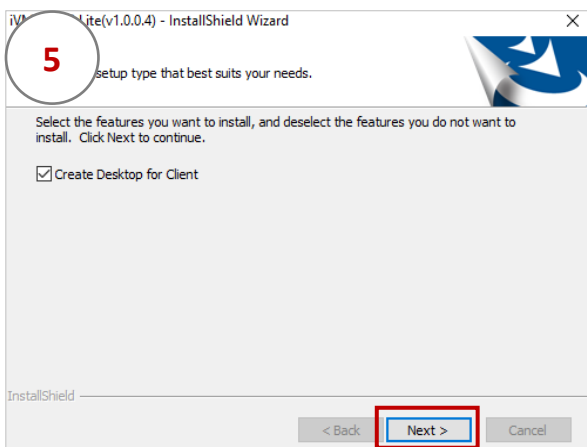 Lite(v1.0.0.4) - InstallShield Wizard
5
setup type that best suits your needs.
Select the features you want to install, and deselect the features you do not want to
install. Click Next to continue.
Create Desktop for Client
InstallShield
< Back
Next >
Cancel